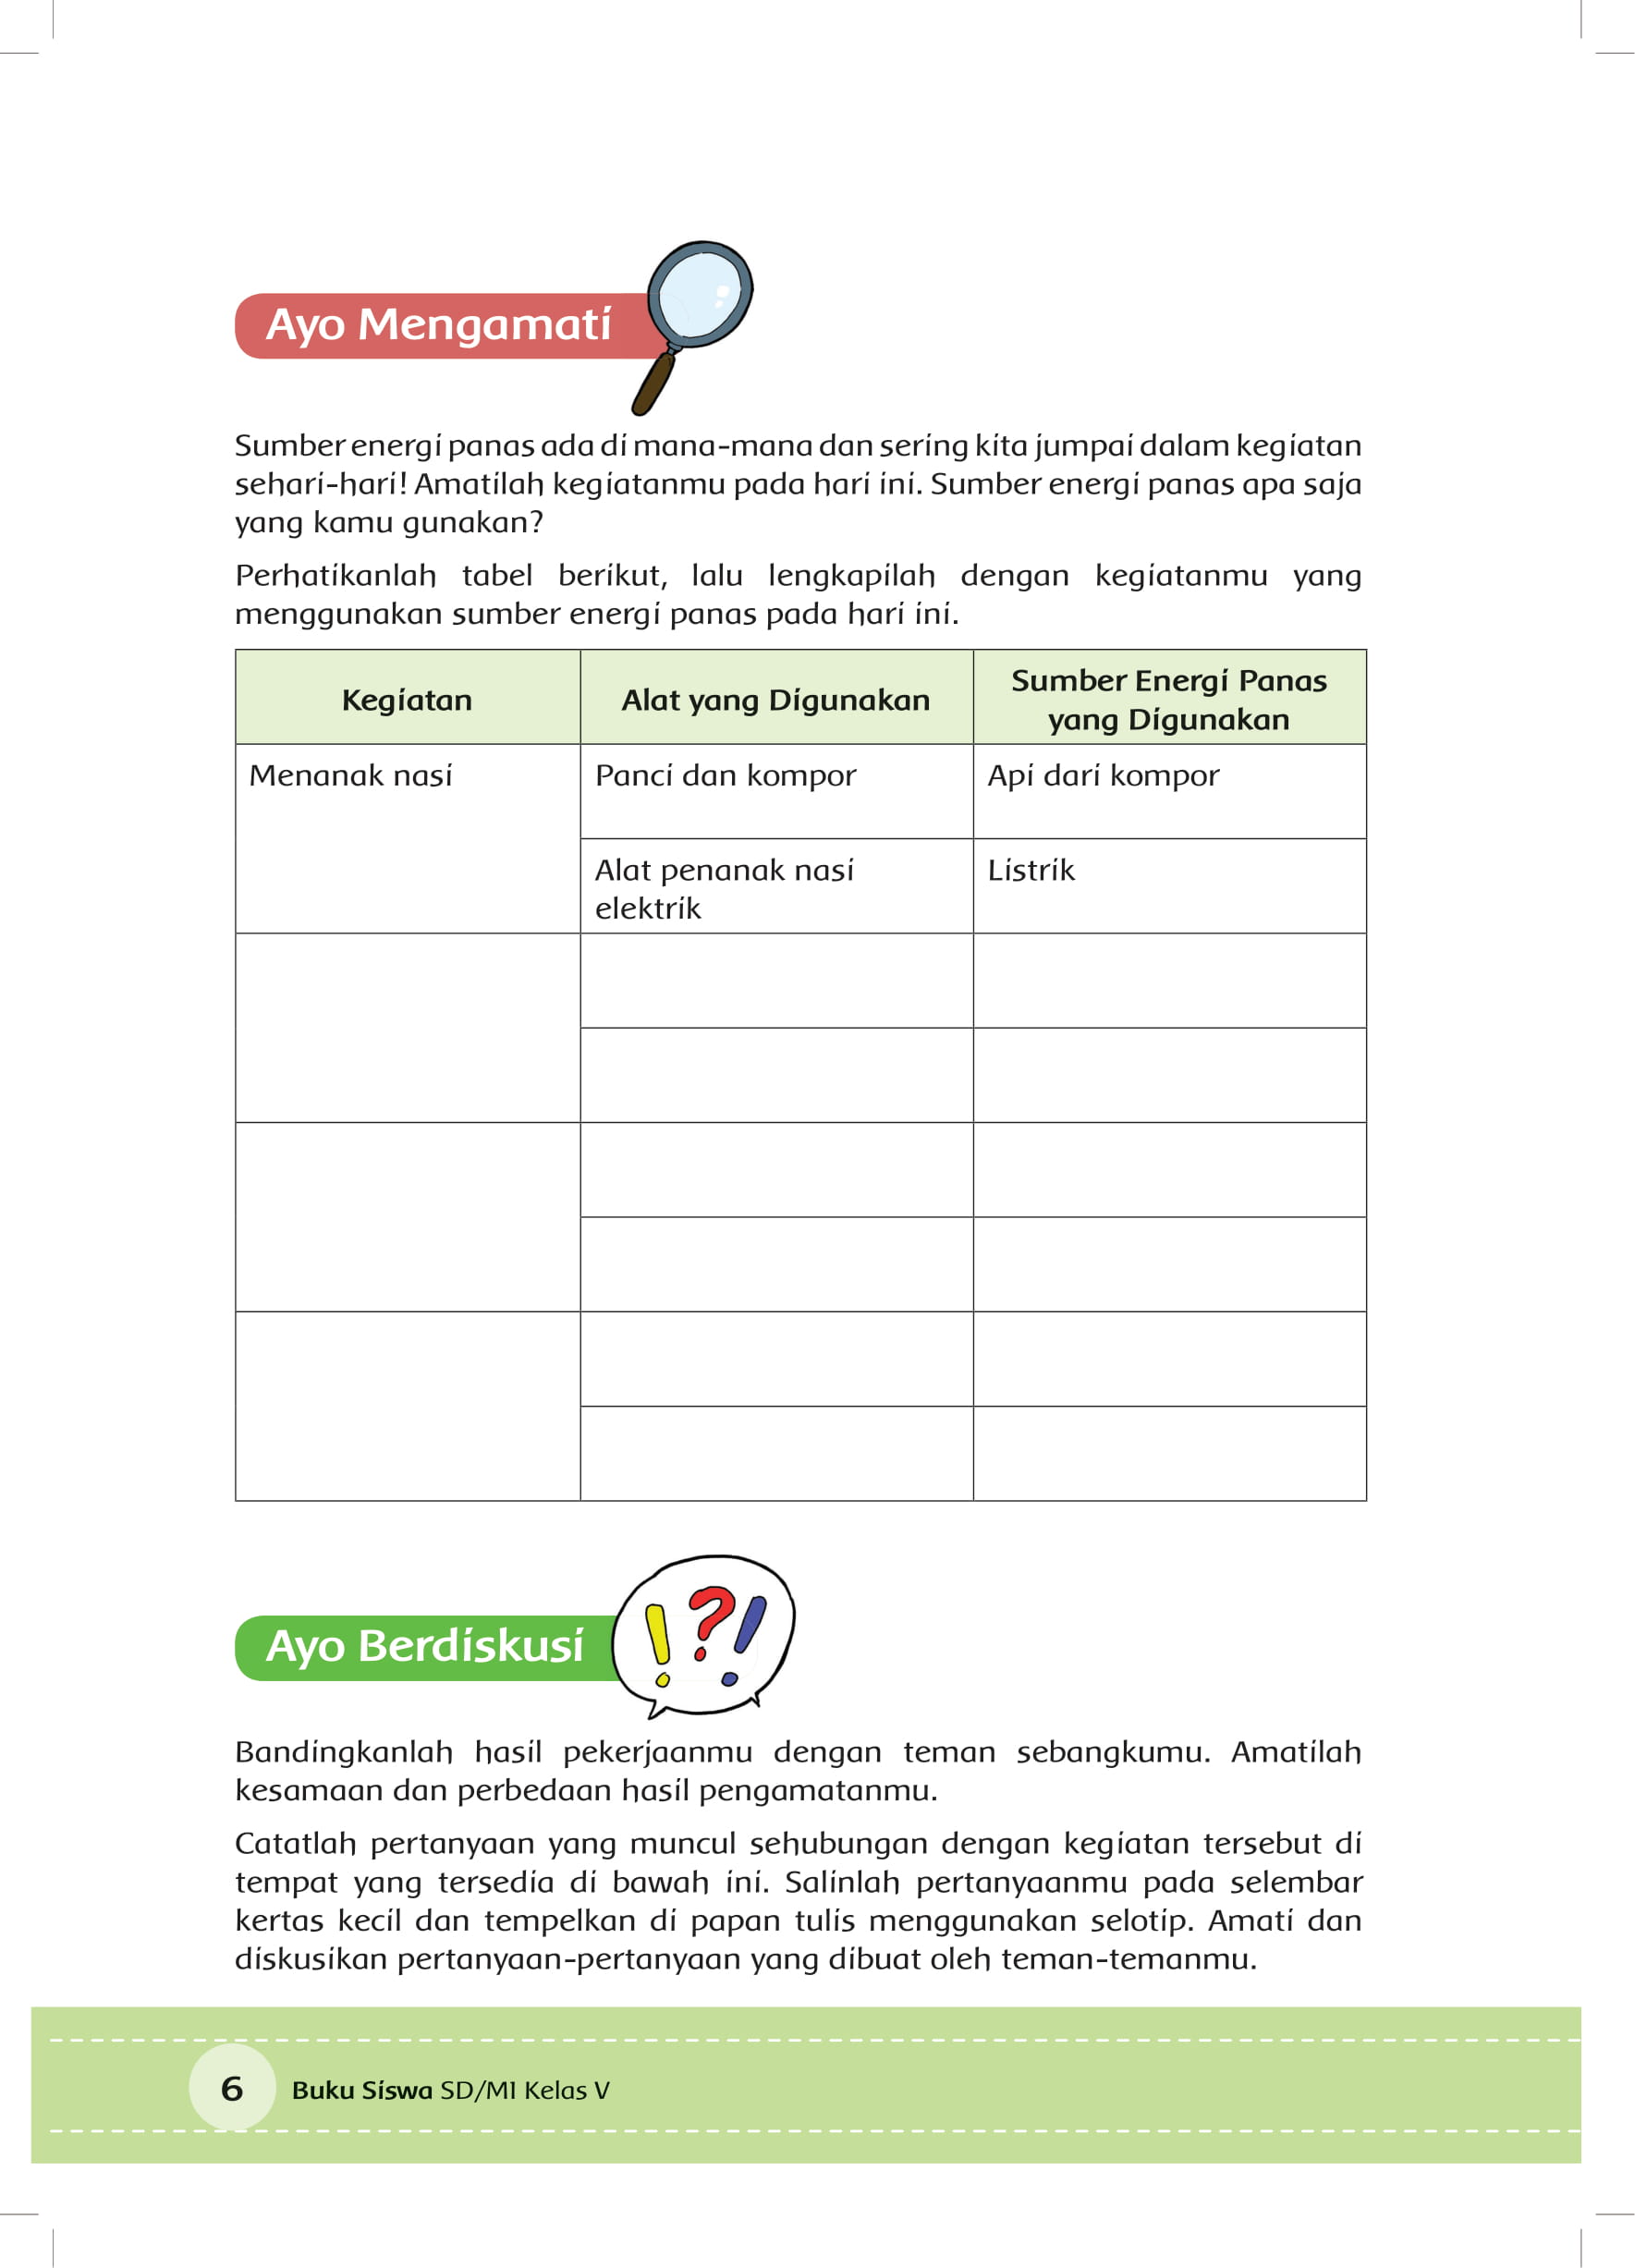 Ayo Mengamati
Sumber energi panas ada di mana-mana dan sering kita jumpai dalam kegiatan
sehari-hari! Amatilah kegiatanmu pada hari ini. Sumber energi panas apa saja
yang kamu gunakan?
Perhatikanlah tabel berikut, lalu lengkapilah dengan kegiatanmu yang
menggunakan sumber energi panas pada hari ini.
Kegiatan
Alat yang Digunakan
Sumber Energi Panas
yang Digunakan
Menanak nasi
Panci dan kompor
Api dari kompor
Alat penanak nasi
elektrik
Listrik
Ayo Berdiskusi
!?!
Bandingkanlah hasil pekerjaanmu dengan teman sebangkumu. Amatilah
kesamaan dan perbedaan hasil pengamatanmu.
Catatlah pertanyaan yang muncul sehubungan dengan kegiatan tersebut di
tempat yang tersedia di bawah ini. Salinlah pertanyaanmu pada selembar
kertas kecil dan tempelkan di papan tulis menggunakan selotip. Amati dan
diskusikan pertanyaan-pertanyaan yang dibuat oleh teman-temanmu.
6
Buku Siswa SD/MI Kelas V